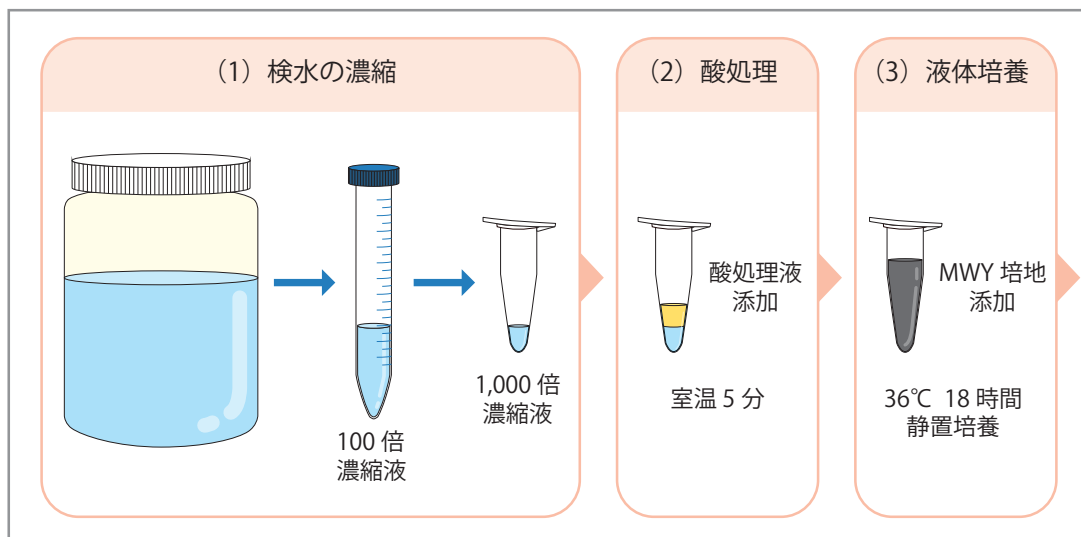 (1) 検水の濃縮
100 倍
濃縮液
1,000 倍
濃縮液
(2) 酸処理
酸処理液
添加
室温 5 分
(3) 液体培養
MWY 培地
添加
36℃ 18 時間
静置培養